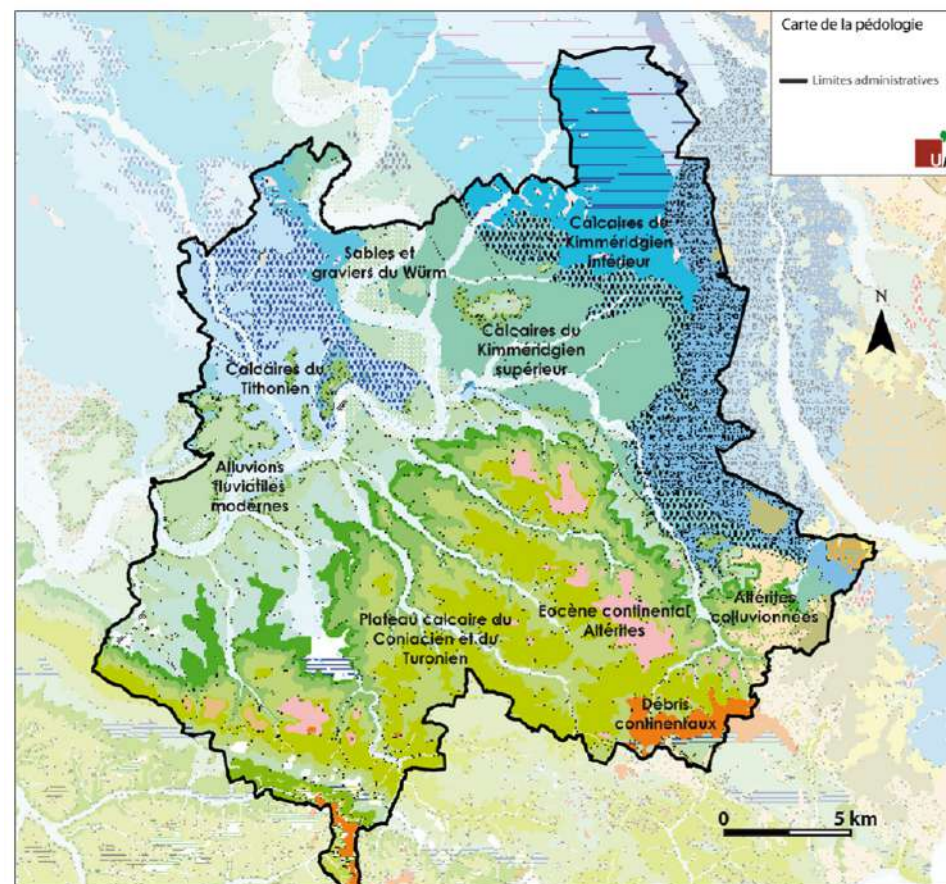 Carte de la pédologie
Limites administratives
N
Calcaires du
Kimméridgien
inférieur
Sables et
graviers du Würm
Calcaires du
Kimméridgien
supérieur
Calcaires du
Tithonien
Alluvions
fluviatiles
modernes
Plateau calcaire du
Coniacien et du
Turonien
Eocène continental
Altérites
Altérites
colluvionnées
Débris
continentaux
0 5 km